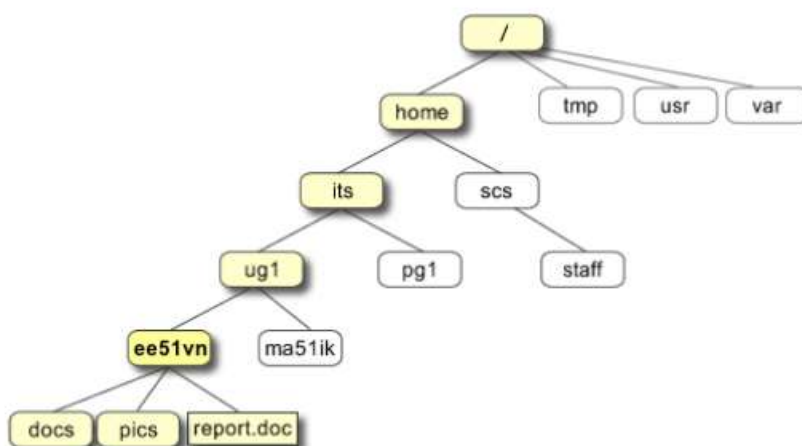 /
home
tmp
usr
var
its
scs
ug1
pg1
staff
ee51vn
ma51ik
docs
pics
report.doc